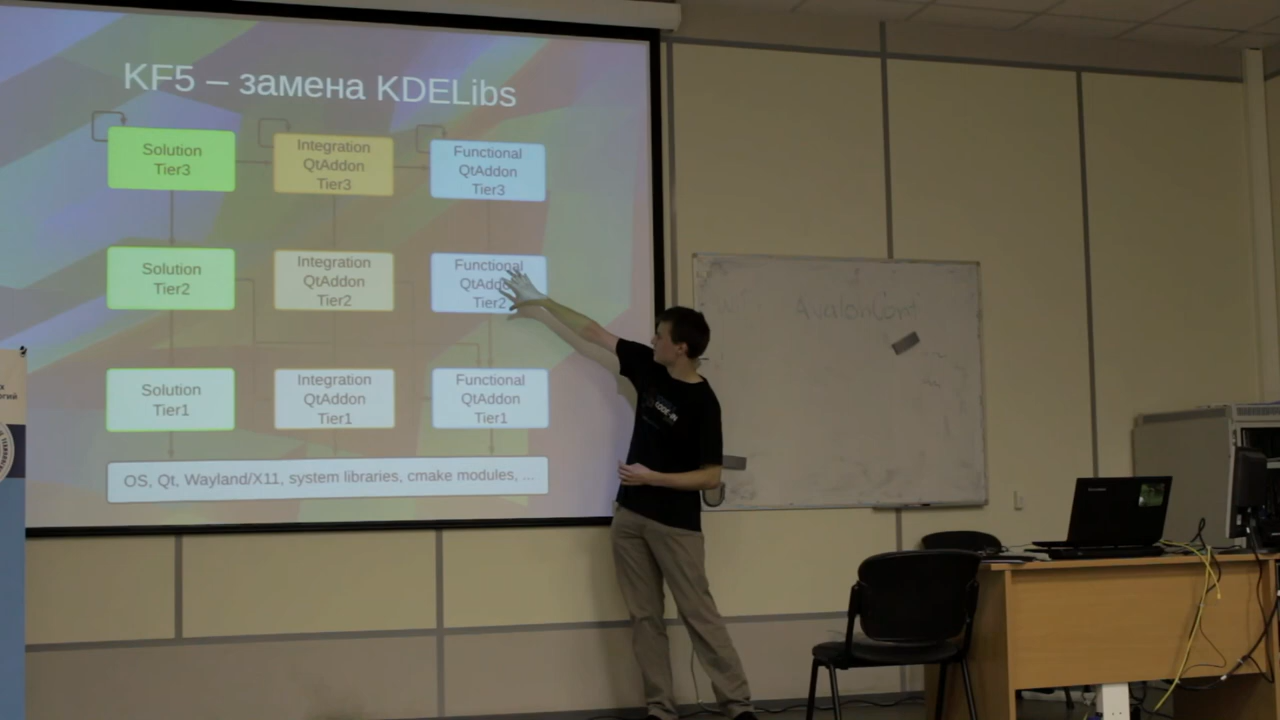 KF5 – замена KDELibs
Solution
Tier3
Integration
QtAddon
Tier3
Functional
QtAddon
Tier3
Solution
Tier2
Integration
QtAddon
Tier2
Functional
Tier2
Solution
Tier1
Integration
QtAddon
Tier1
Functional
QtAddon
Tier1
OS, Qt, Wayland/X11, system libraries, cmake modules, ...